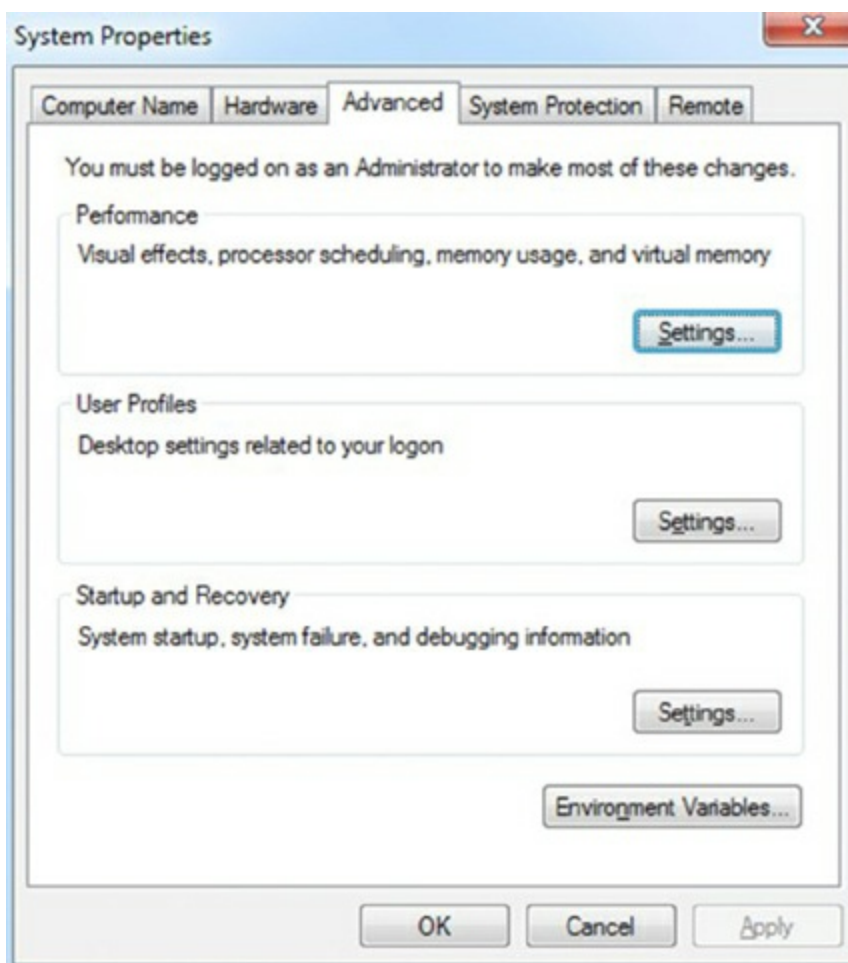 System Properties
Computer Name Hardware Advanced System Protection Remote
You must be logged on as an Administrator to make most of these changes.
Performance
Visual effects, processor scheduling, memory usage, and virtual memory
Settings...
User Profiles
Desktop settings related to your logon
Settings...
Startup and Recovery
System startup, system failure, and debugging information
Settings...
Environment Variables...
OK Cancel Apply